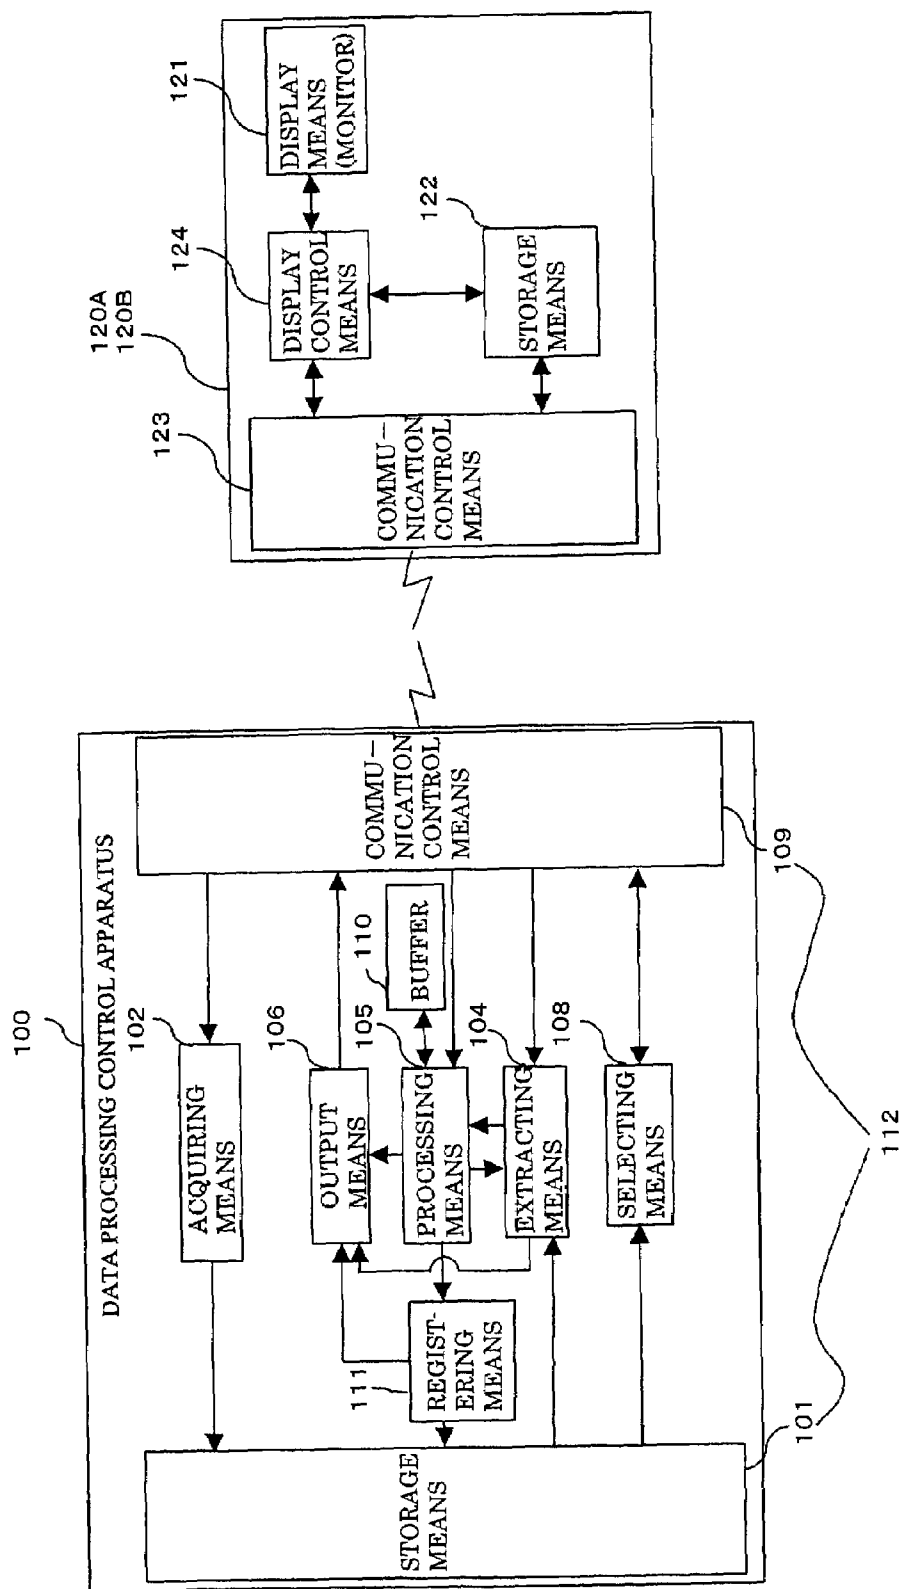 100
DATA PROCESSING CONTROL APPARATUS
102
ACQUIRING
MEANS
106
OUTPUT
MEANS
110
BUFFER
105
PROCESSING
MEANS
104
EXTRACTING
MEANS
108
SELECTING
MEANS
111
REGIST-
ERING
MEANS
STORAGE
MEANS
101
COMMU-
NICATION
CONTROL
MEANS
109
112
120A
120B
123
COMMU-
NICATION
CONTROL
MEANS
124
DISPLAY
CONTROL
MEANS
121
DISPLAY
MEANS
(MONITOR)
122
STORAGE
MEANS